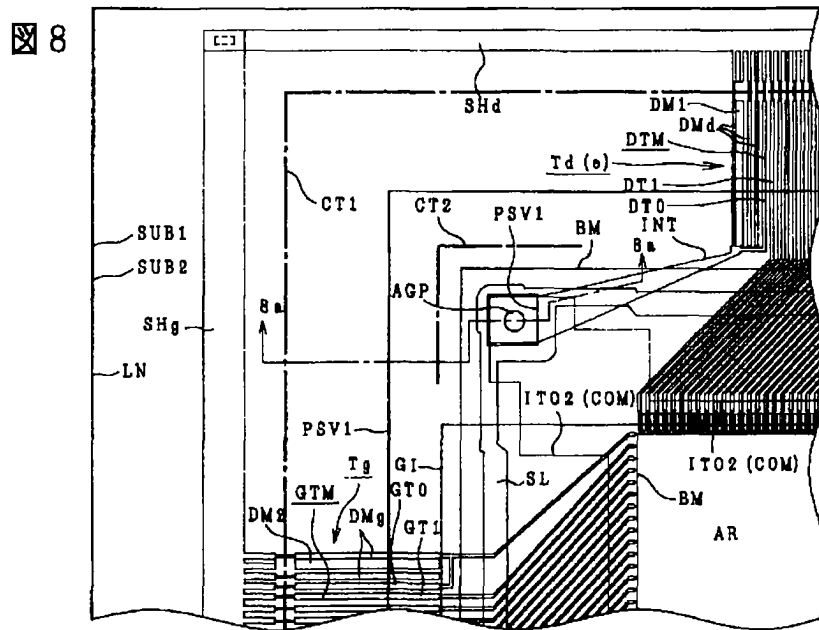 図 8
SHd
DM1
DMd
DTM
Td (e)
DT1
DT0
CT1
CT2
PSV1
BM
INT
8a
SUB1
SUB2
AGP
8a
SHg
LN
ITO2 (COM)
PSV1
GI
SL
ITO2 (COM)
Tg
GTM
GT0
BM
DM2
DMg
GT1
AR